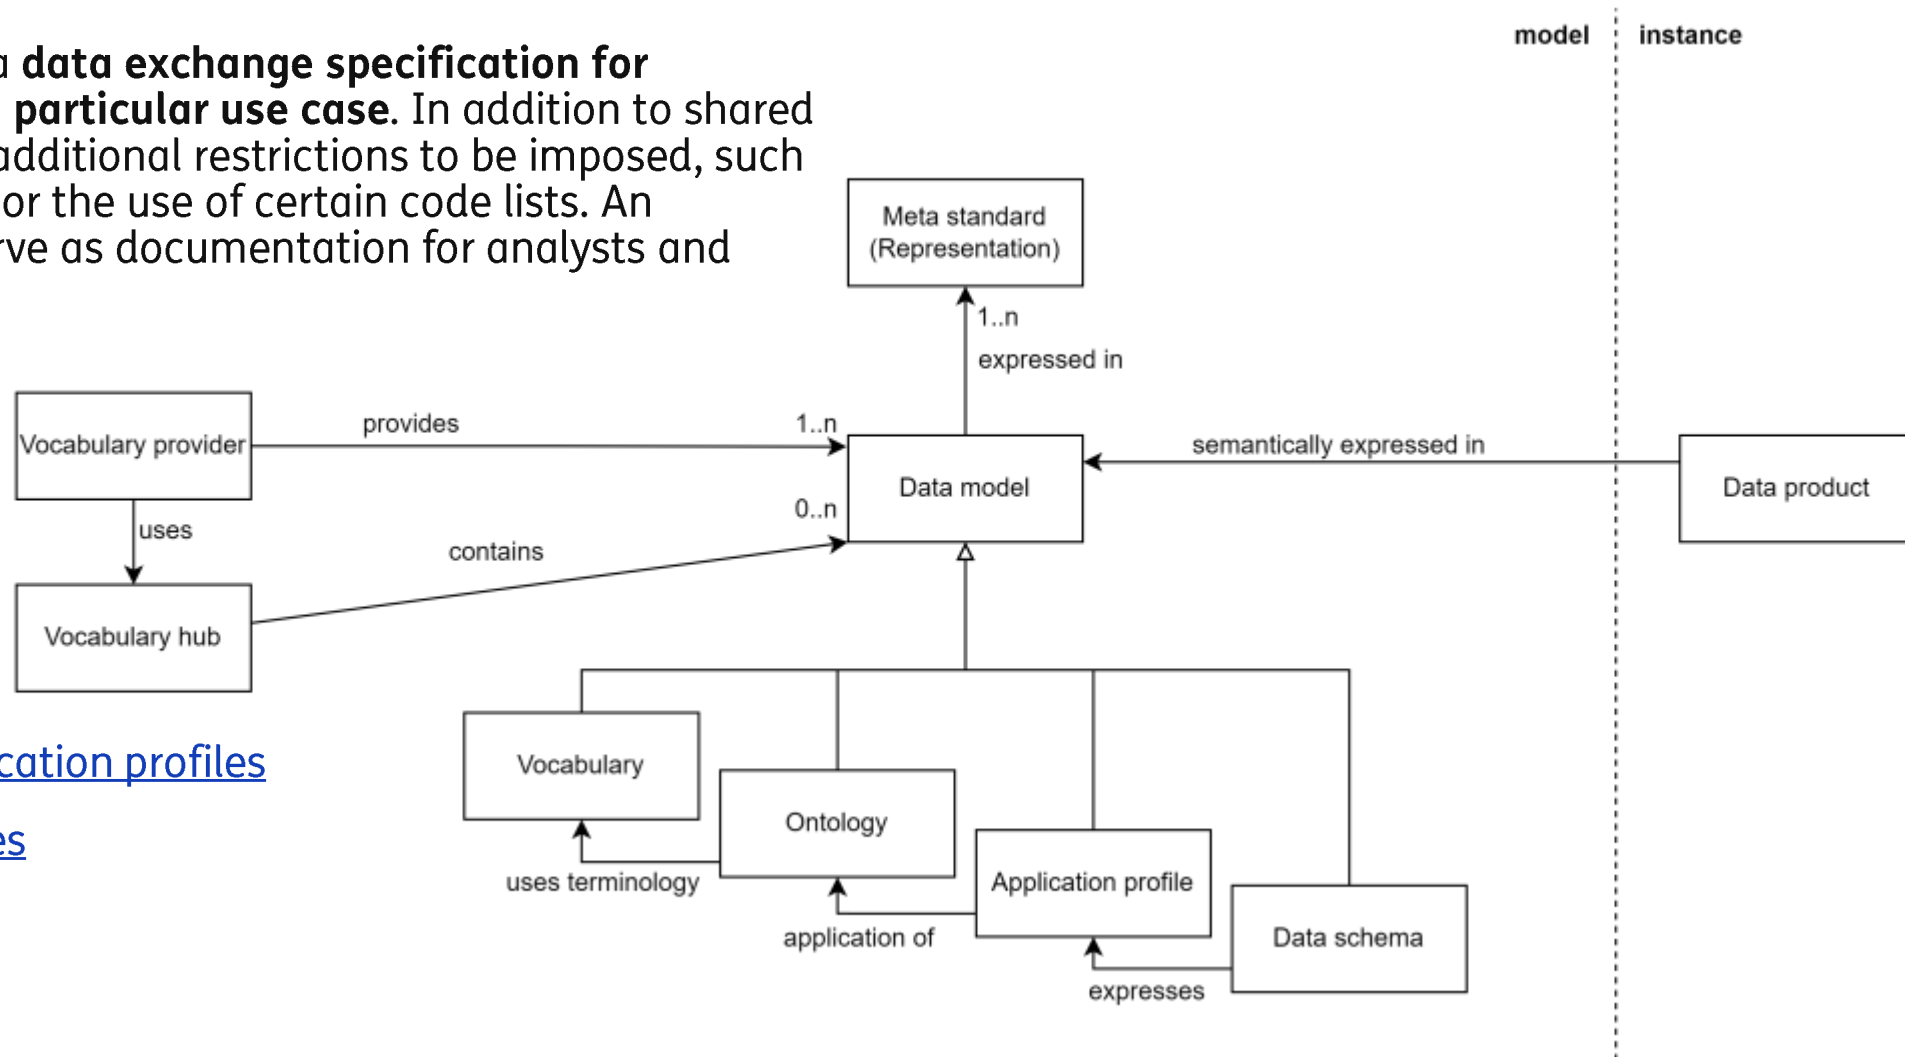 a data exchange specification for
particular use case. In addition to shared
additional restrictions to be imposed, such
or the use of certain code lists. An
rve as documentation for analysts and
model
instance
Meta standard
(Representation)
1..n
expressed in
Vocabulary provider
provides
1..n
Data model
semantically expressed in
Data product
0..n
uses
contains
Vocabulary hub
cation profiles
es
Vocabulary
Ontology
uses terminology
Application profile
application of
Data schema
expresses